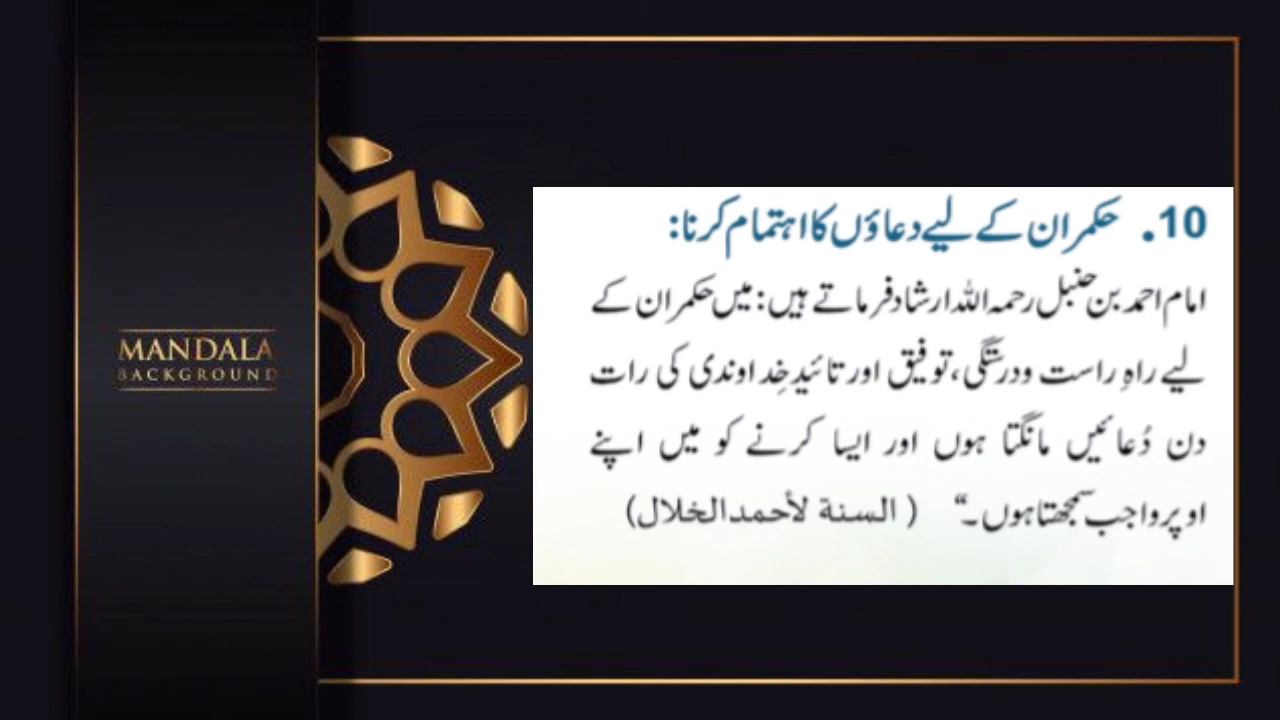 MANDALA
BACKGROUND
10. حکمران کے لیے دعاؤں کا اہتمام کرنا:
امام احمد بن حنبل رحمہ اللہ ارشاد فرماتے ہیں: میں حکمران کے
لیے راہِ راست ودرستگی، توفیق اور تائیدِ خداوندی کی رات
دن دُعائیں مانگتا ہوں اور ایسا کرنے کو میں اپنے
اوپر واجب سمجھتا ہوں۔“ ( السنة لأحمد الخلال)